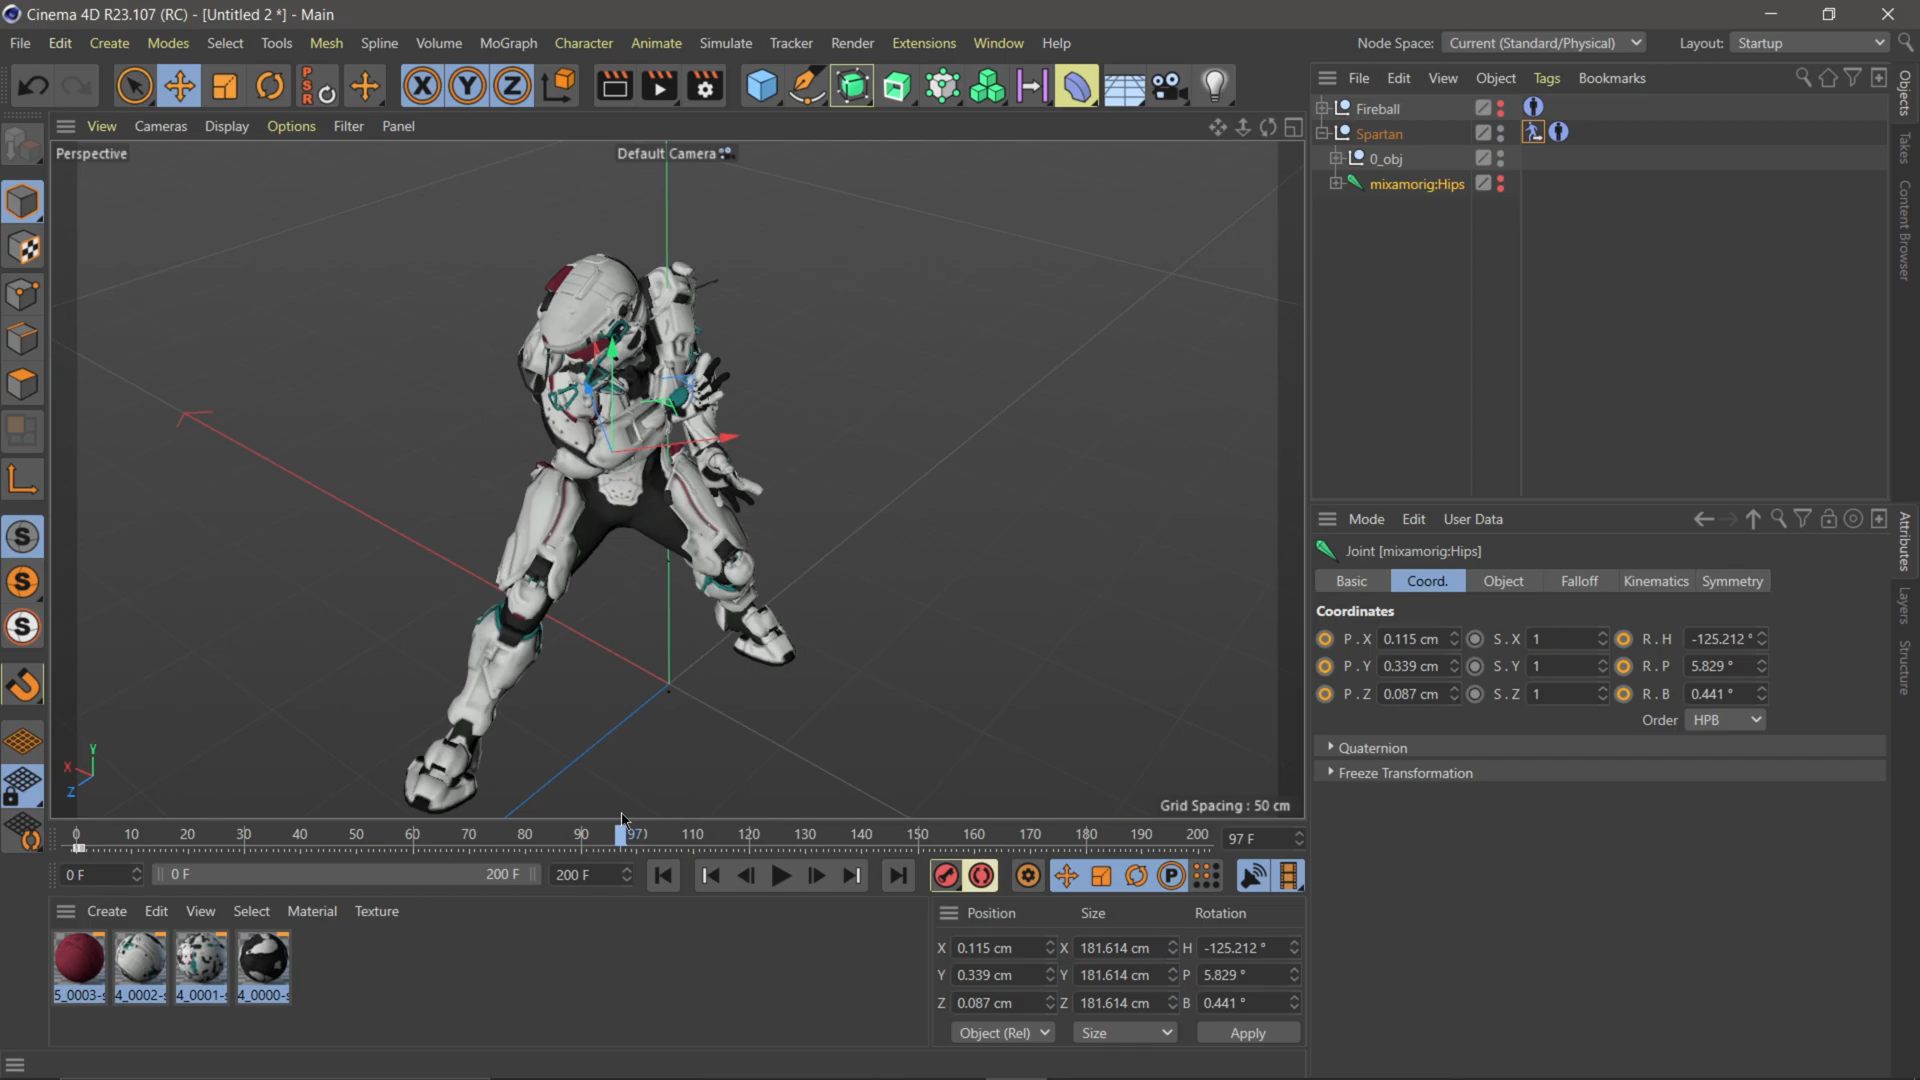 Cinema 4D R23.107 (RC) - [Untitled 2 *] - Main
File Edit Create Modes Select Tools Mesh Spline Volume MoGraph Character Animate Simulate Tracker Render Extensions Window Help
Node Space: Current (Standard/Physical) Layout: Startup
P S R X Y Z
File Edit View Object Tags Bookmarks
View Cameras Display Options Filter Panel
Perspective
Default Camera
Fireball
Spartan
0_obj
mixamorig:Hips
Objects
Takes
Content Browser
S
S
S
Y
X
Z
Grid Spacing : 50 cm
Mode Edit User Data
Joint [mixamorig:Hips]
Basic Coord. Object Falloff Kinematics Symmetry
Coordinates
P . X 0.115 cm S . X 1 R . H -125.212 °
P . Y 0.339 cm S . Y 1 R . P 5.829 °
P . Z 0.087 cm S . Z 1 R . B 0.441 °
Order HPB
Quaternion
Freeze Transformation
Attributes
Layers
Structure
0 10 20 30 40 50 60 70 80 90 97 110 120 130 140 150 160 170 180 190 200 97 F
0 F 0 F 200 F 200 F
P
Create Edit View Select Material Texture
5_0003-s 4_0002- 4_0001-s 4_0000-s
Position Size Rotation
X 0.115 cm X 181.614 cm H -125.212 °
Y 0.339 cm Y 181.614 cm P 5.829 °
Z 0.087 cm Z 181.614 cm B 0.441 °
Object (Rel) Size Apply